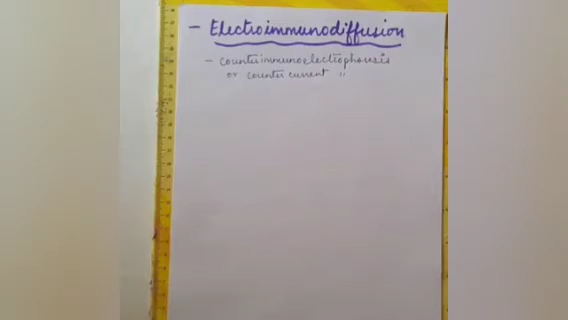 - Electroimmunodiffusion
- Counterimmunoelectrophoresis
or counter current "